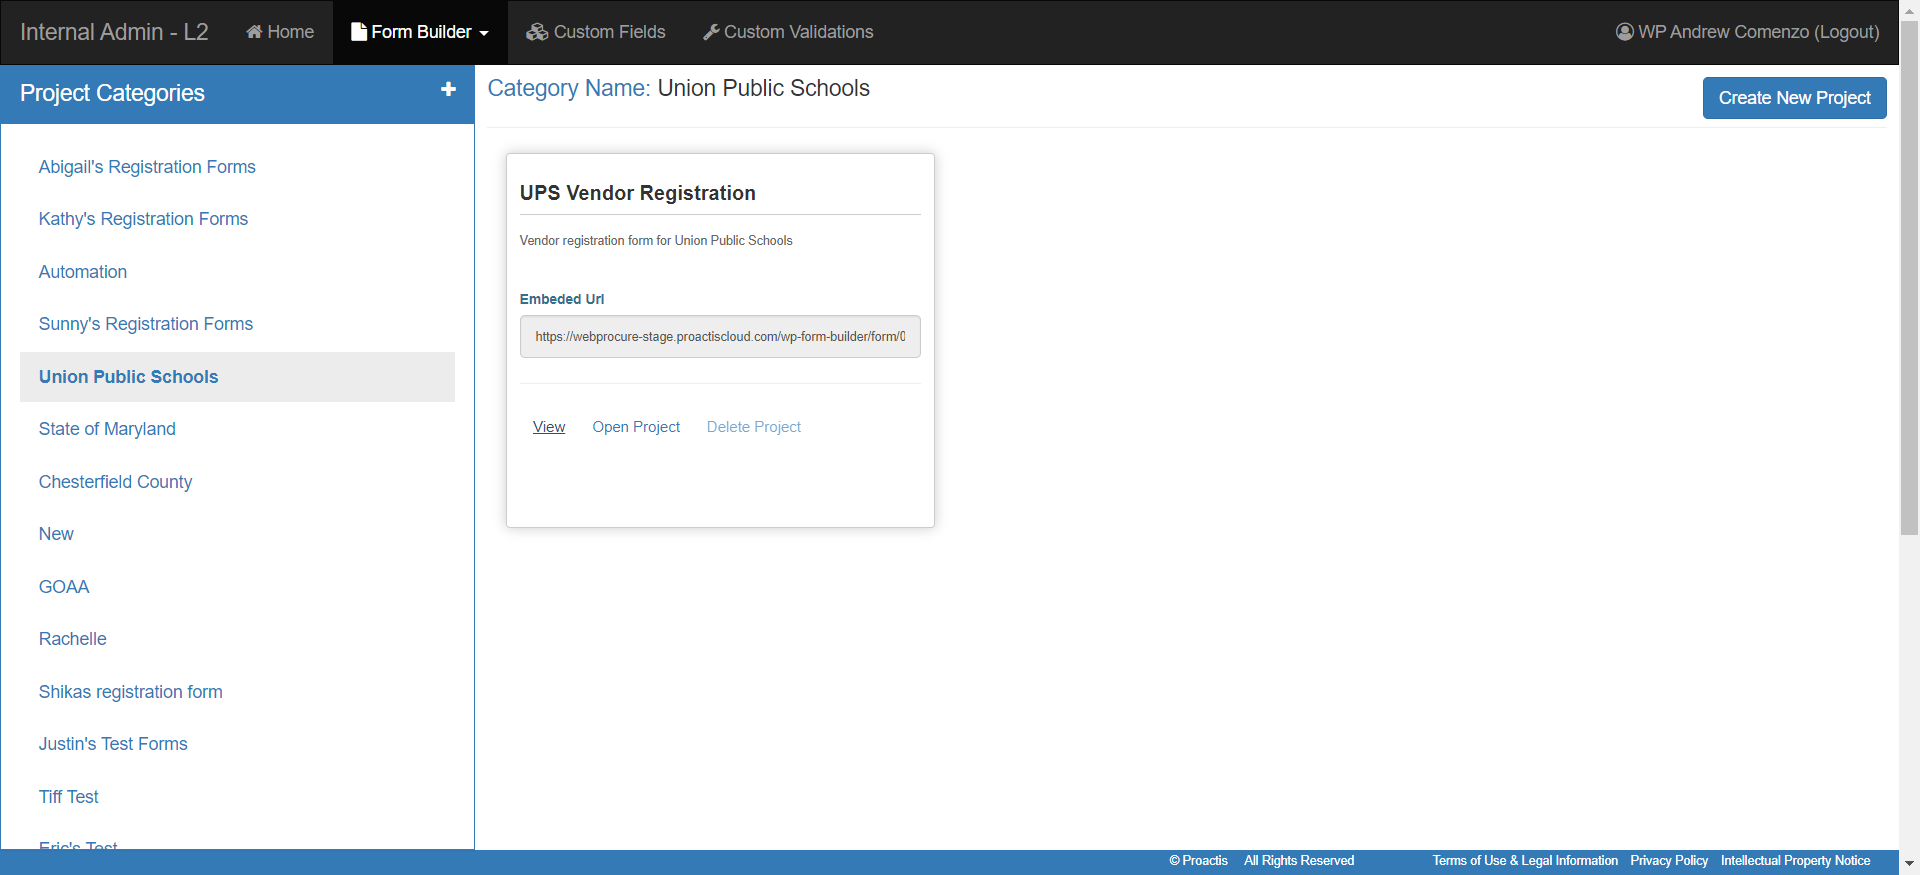 Internal Admin - L2
Home
Form Builder
Custom Fields
Custom Validations
WP Andrew Comenzo (Logout)
Project Categories
Abigail's Registration Forms
Kathy's Registration Forms
Automation
Sunny's Registration Forms
Union Public Schools
State of Maryland
Chesterfield County
New
GOAA
Rachelle
Shikas registration form
Justin's Test Forms
Tiff Test
Eric's Test
Category Name: Union Public Schools
Create New Project
UPS Vendor Registration
Vendor registration form for Union Public Schools
Embeded Url
https://webprocure-stage.proactiscloud.com/wp-form-builder/form/0
View
Open Project
Delete Project
© Proactis
All Rights Reserved
Terms of Use & Legal Information
Privacy Policy
Intellectual Property Notice